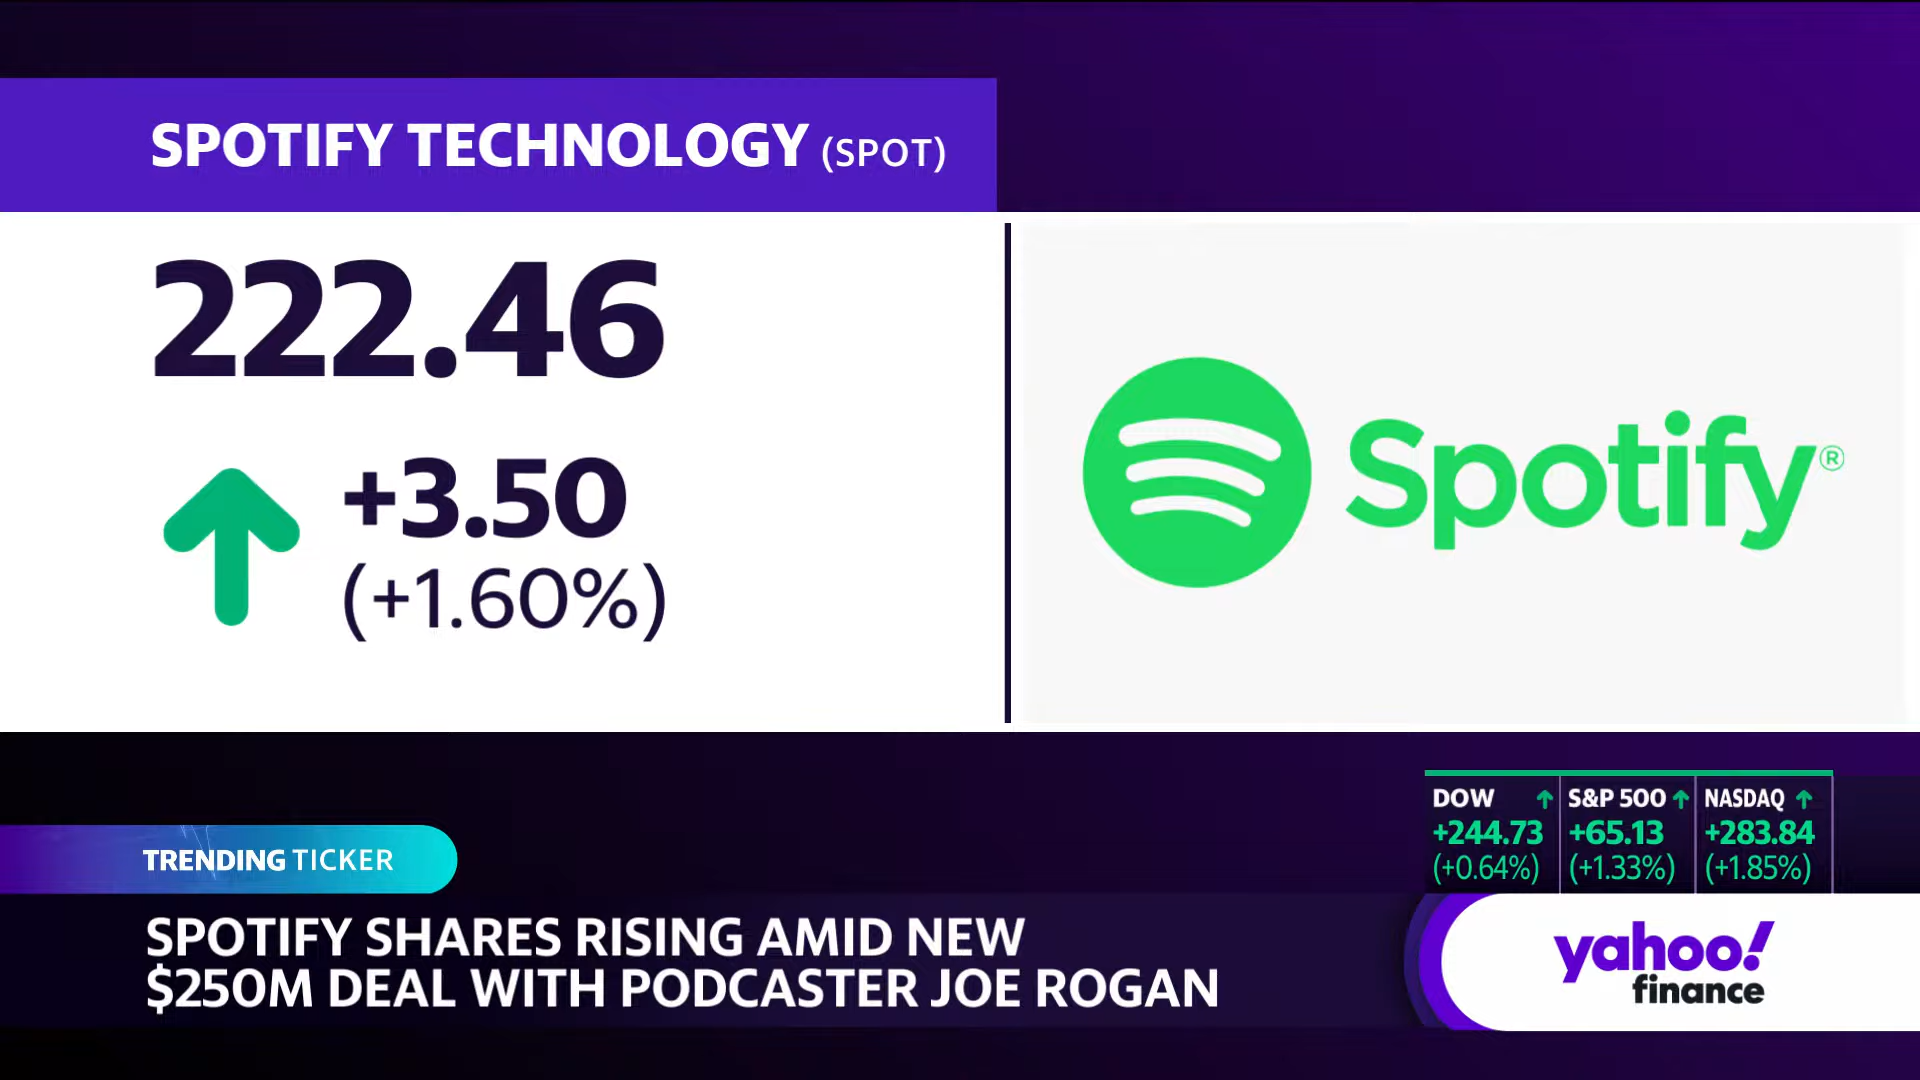 SPOTIFY TECHNOLOGY (SPOT)
222.46
+3.50
(+1.60%)
Spotify®
DOW S&P 500 NASDAQ
+244.73 +65.13 +283.84
(+0.64%) (+1.33%) (+1.85%)
TRENDING TICKER
SPOTIFY SHARES RISING AMID NEW
$250M DEAL WITH PODCASTER JOE ROGAN
yahoo!
finance